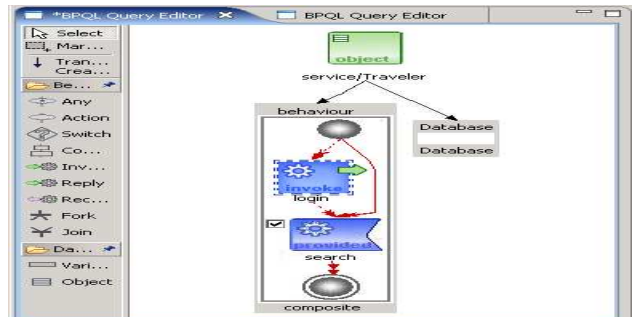 *BPQL Query Editor
BPQL Query Editor
Select
Mar...
Tran...
Crea...
Be...
Any
Action
Switch
Co...
Inv...
Reply
Rec...
Fork
Join
Da...
Vari...
Object
object
service/Traveler
behaviour
Database
Database
invoke
login
provided
search
composite